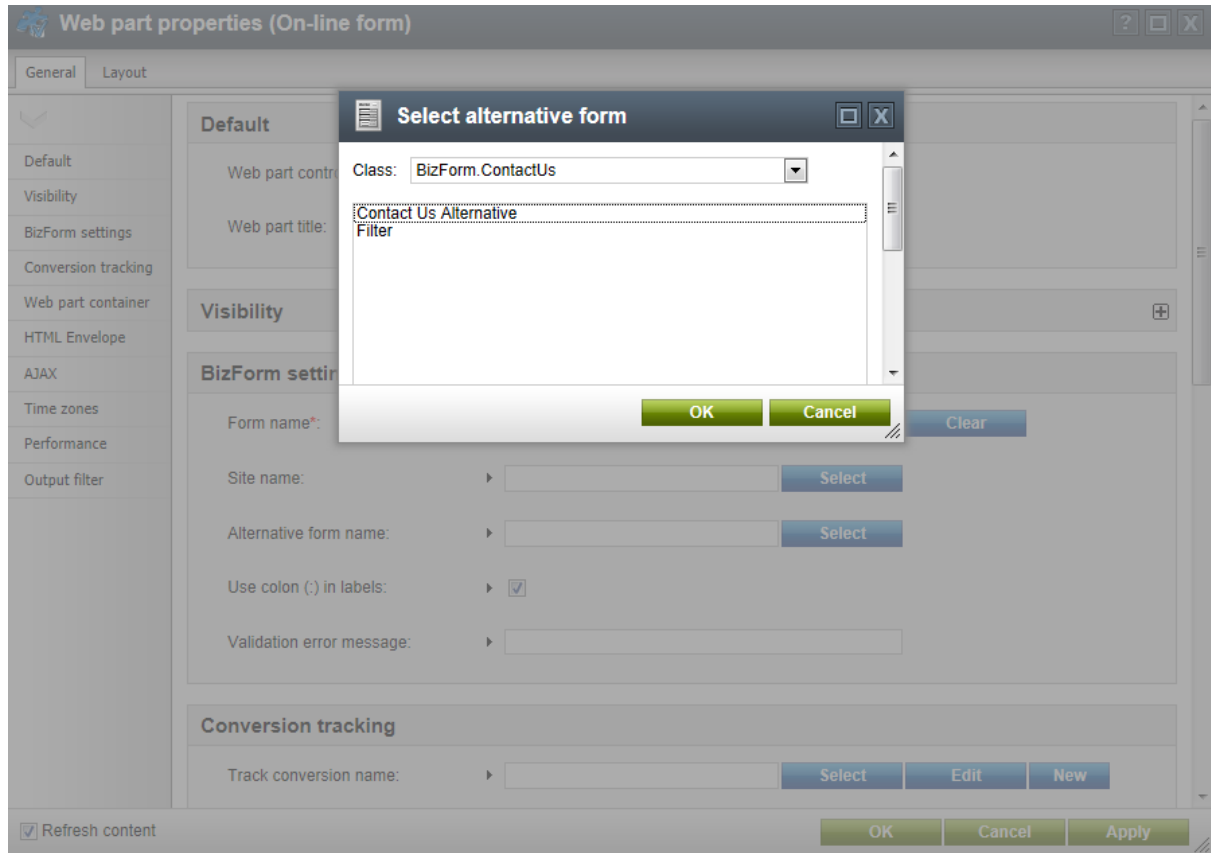 Web part properties (On-line form)
? X
General Layout
Select alternative form
X
Class: BizForm.ContactUs
Contact Us Alternative
Filter
OK Cancel
Default
Visibility
BizForm settings
Conversion tracking
Web part container
HTML Envelope
AJAX
Time zones
Performance
Output filter
Default
Web part contr
Web part title:
Visibility
BizForm settin
Form name*: Clear
Site name: Select
Alternative form name: Select
Use colon (:) in labels:
Validation error message:
Conversion tracking
Track conversion name: Select Edit New
Refresh content
OK Cancel Apply